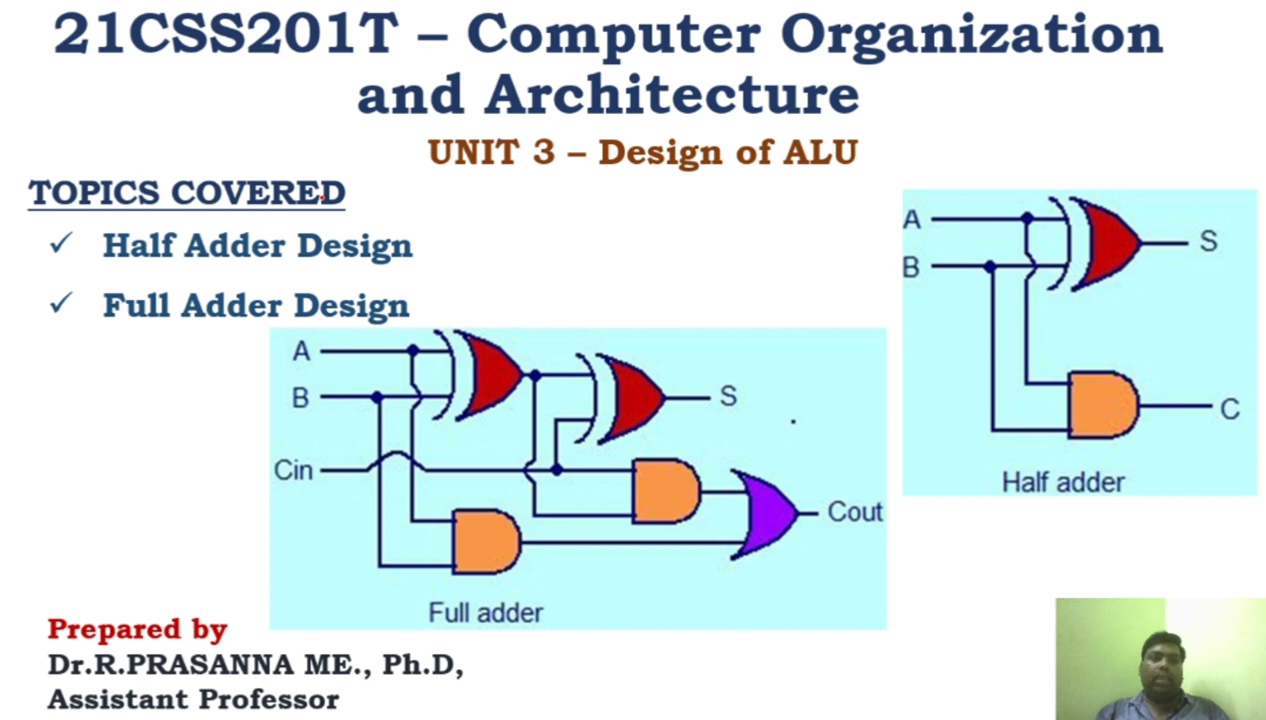 21CSS201T – Computer Organization
and Architecture
UNIT 3 – Design of ALU
TOPICS COVERED
✓ Half Adder Design
✓ Full Adder Design
A
B
Cin
S
Cout
Full adder
A
B
S
C
Half adder
Prepared by
Dr.R.PRASANNA ME., Ph.D,
Assistant Professor